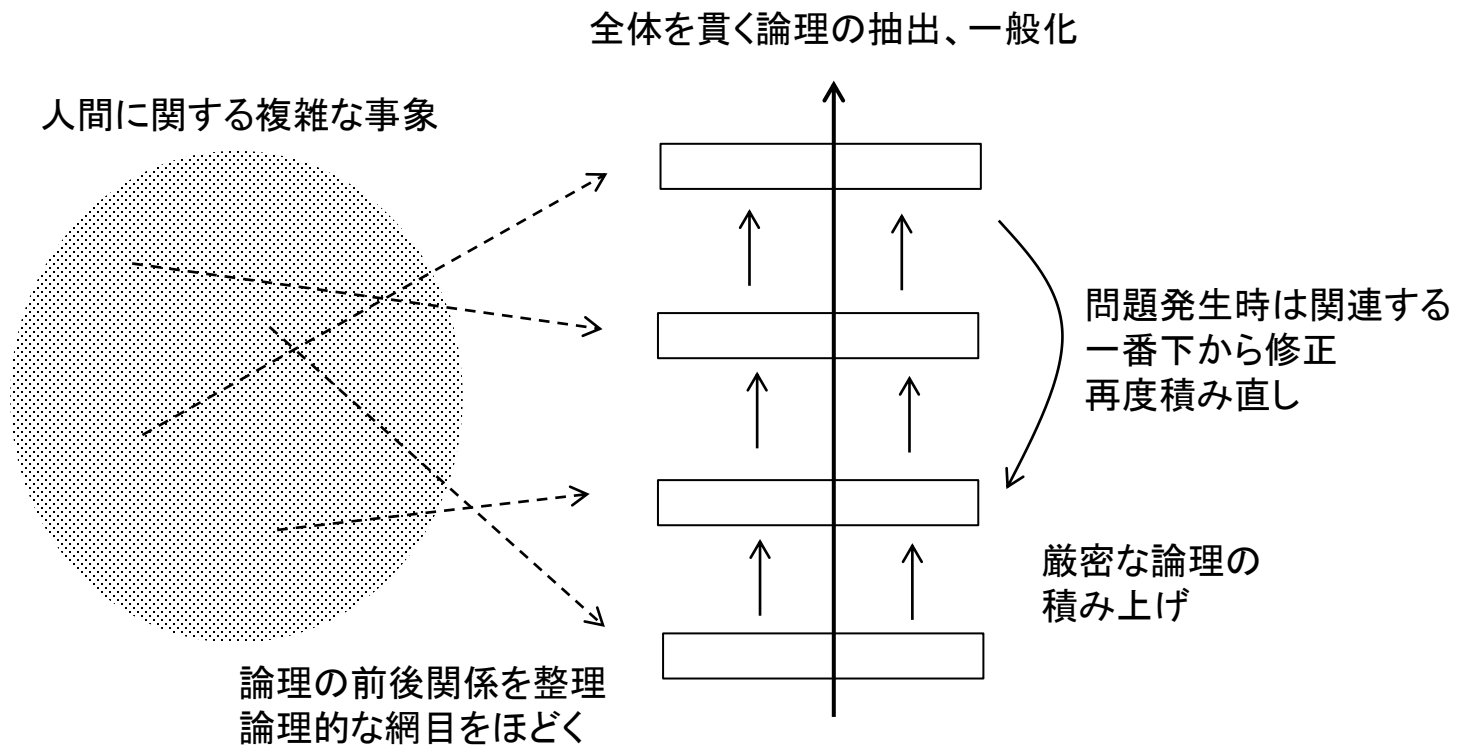 全体を貫く論理の抽出、一般化
人間に関する複雑な事象
問題発生時は関連する
一番下から修正
再度積み直し
厳密な論理の
積み上げ
論理の前後関係を整理
論理的な網目をほどく